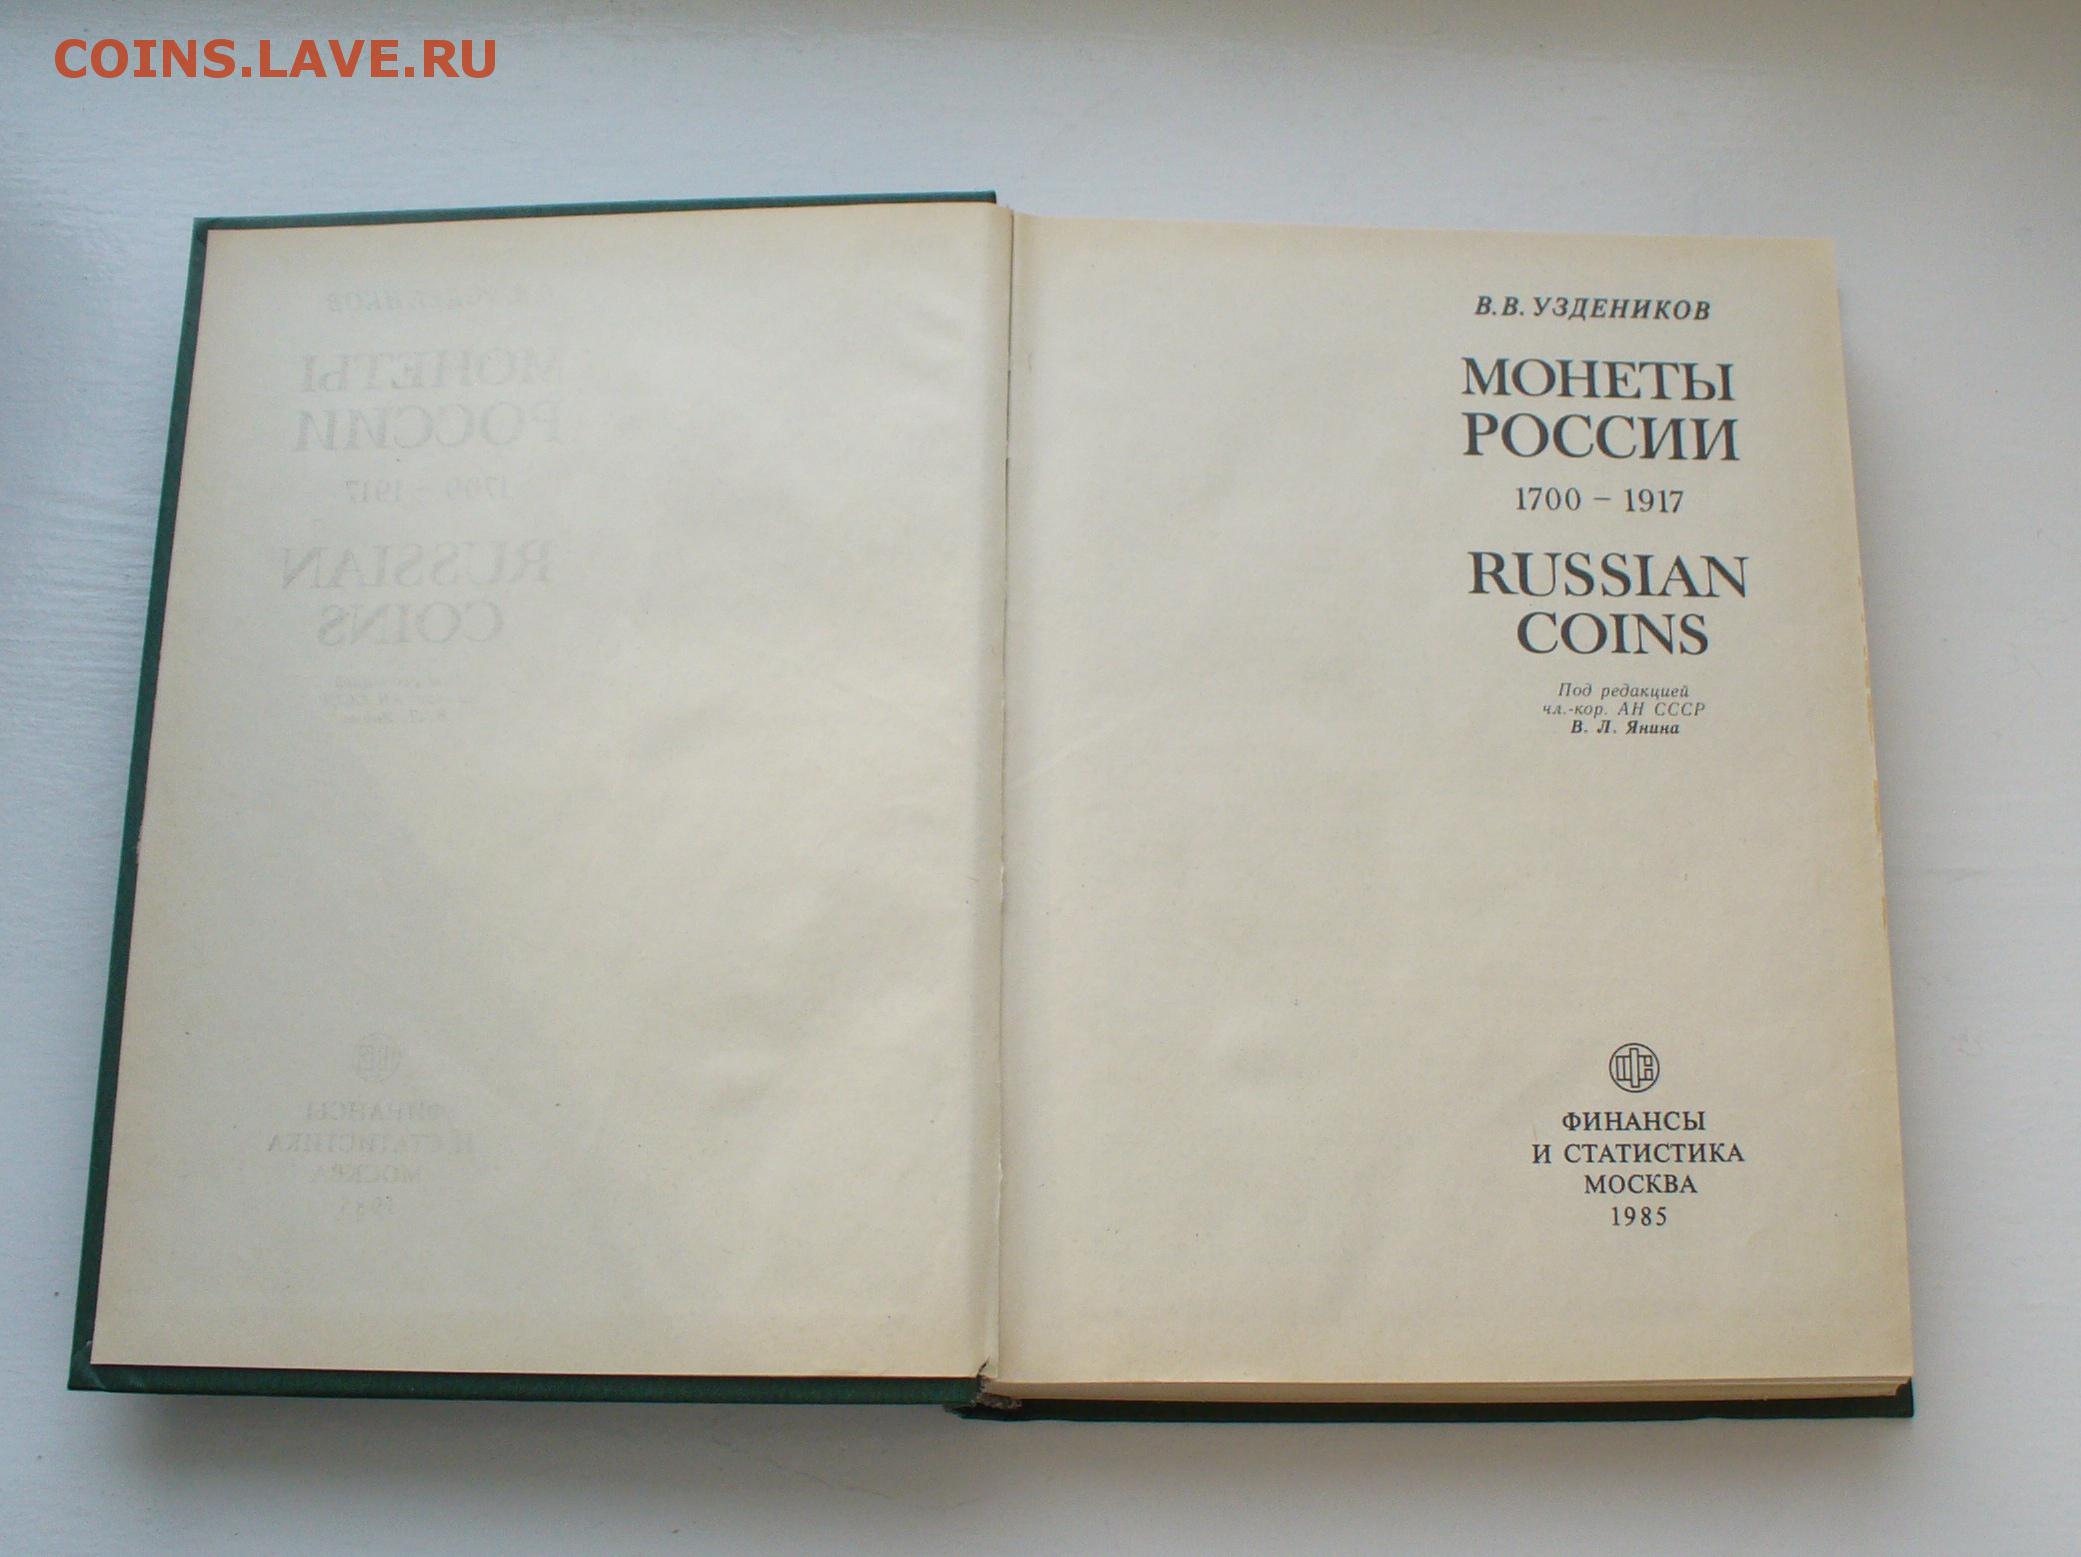 COINS.LAVE.RU
В.В. УЗДЕНИКОВ
МОНЕТЫ
РОССИИ
1700 – 1917
RUSSIAN
COINS
Под редакцией
чл.-кор. АН СССР
В. Л. Янина
ФИНАНСЫ
И СТАТИСТИКА
МОСКВА
1985